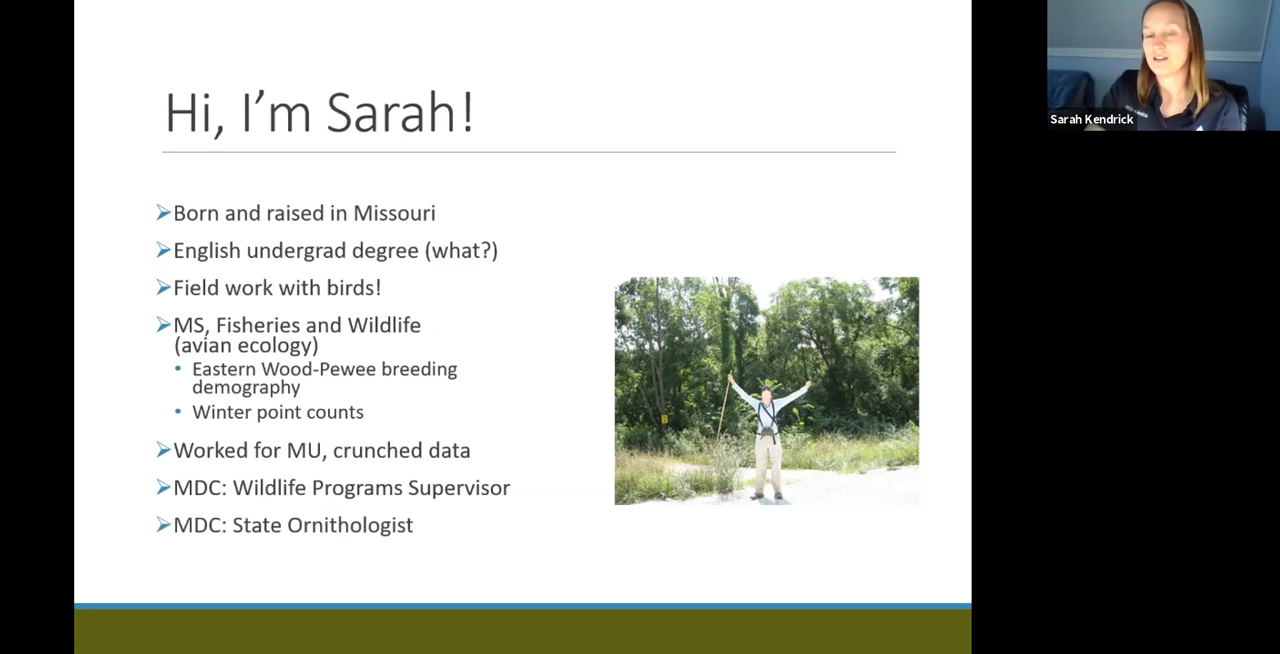 Hi, I'm Sarah!
Sarah Kendrick
➢Born and raised in Missouri
➢English undergrad degree (what?)
➢Field work with birds!
➢MS, Fisheries and Wildlife
(avian ecology)
• Eastern Wood-Pewee breeding
demography
• Winter point counts
➢Worked for MU, crunched data
➢MDC: Wildlife Programs Supervisor
➢MDC: State Ornithologist